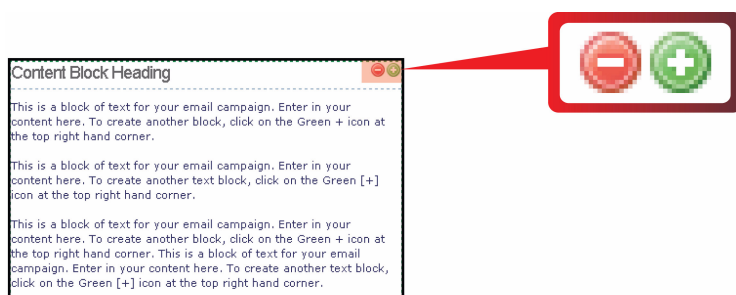 Content Block Heading
This is a block of text for your email campaign. Enter in your
content here. To create another block, click on the Green + icon at
the top right hand corner.
This is a block of text for your email campaign. Enter in your
content here. To create another text block, click on the Green [+]
icon at the top right hand corner.
This is a block of text for your email campaign. Enter in your
content here. To create another block, click on the Green + icon at
the top right hand corner. This is a block of text for your email
campaign. Enter in your content here. To create another text block,
click on the Green [+] icon at the top right hand corner.